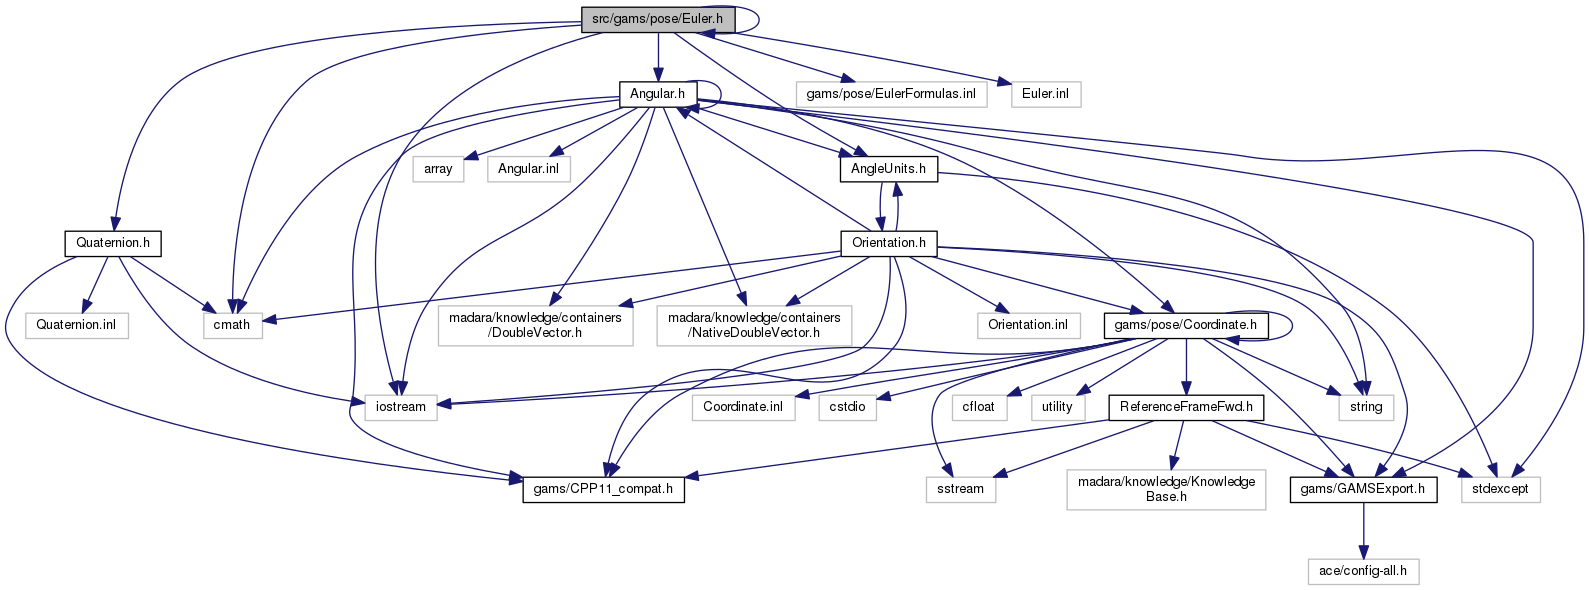 src/gams/pose/Euler.h
Angular.h
gams/pose/EulerFormulas.inl
Euler.inl
array
Angular.inl
AngleUnits.h
Quaternion.h
Orientation.h
Quaternion.inl
cmath
madara/knowledge/containers
/DoubleVector.h
madara/knowledge/containers
/NativeDoubleVector.h
Orientation.inl
gams/pose/Coordinate.h
iostream
Coordinate.inl
cstdio
cfloat
utility
ReferenceFrameFwd.h
string
gams/CPP11_compat.h
sstream
madara/knowledge/Knowledge
Base.h
gams/GAMSExport.h
stdexcept
ace/config-all.h